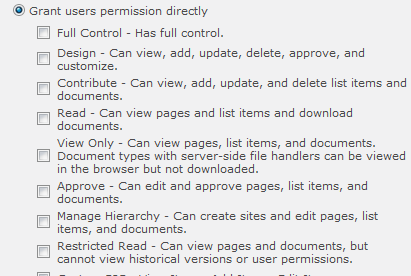 Grant users permission directly
Full Control - Has full control.
Design - Can view, add, update, delete, approve, and
customize.
Contribute - Can view, add, update, and delete list items and
documents.
Read - Can view pages and list items and download
documents.
View Only - Can view pages, list items, and documents.
Document types with server-side file handlers can be viewed
in the browser but not downloaded.
Approve - Can edit and approve pages, list items, and
documents.
Manage Hierarchy - Can create sites and edit pages, list
items, and documents.
Restricted Read - Can view pages and documents, but
cannot view historical versions or user permissions.